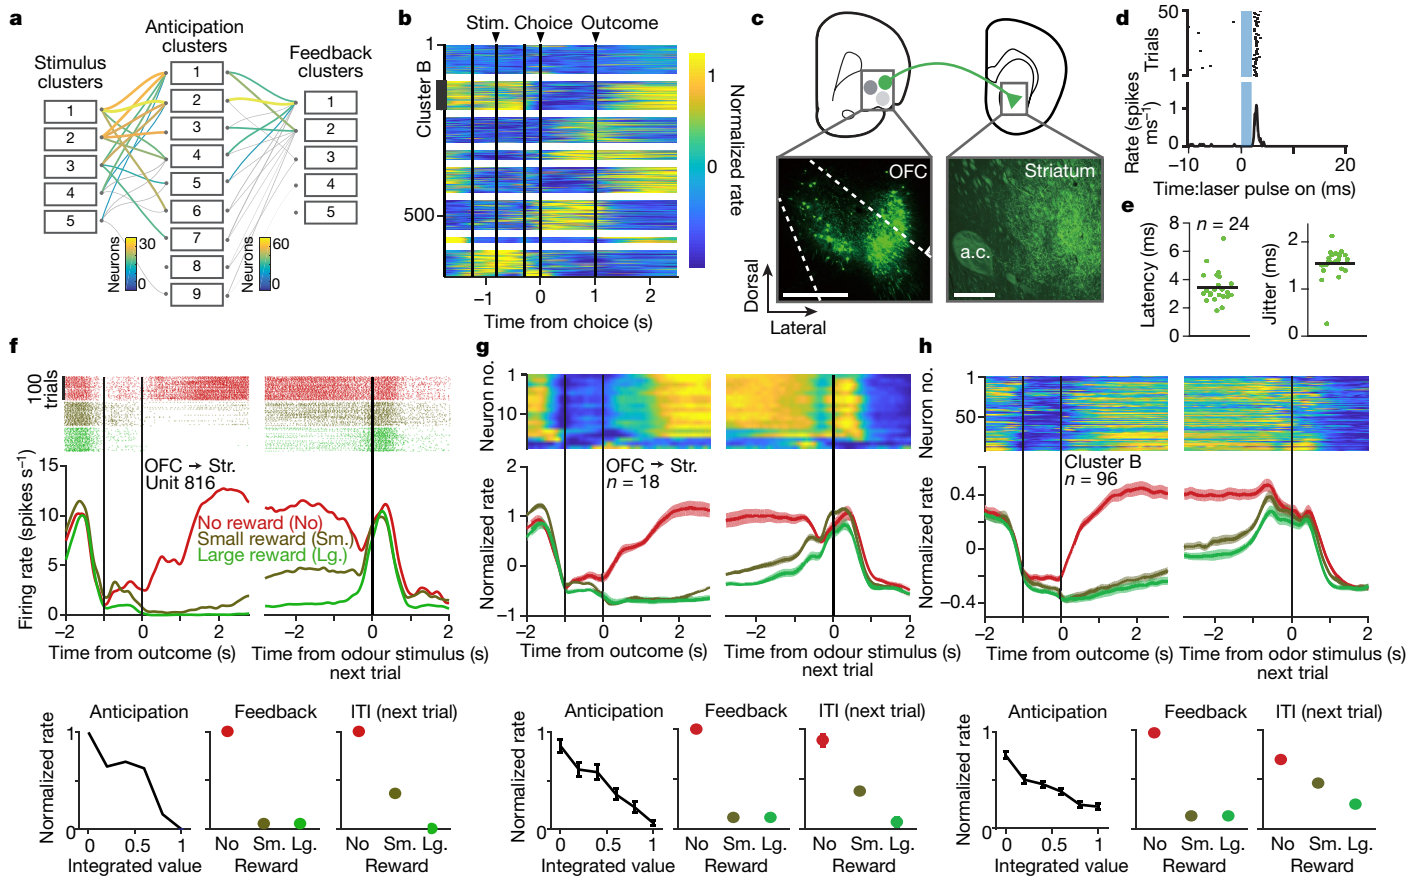 a
Anticipation
clusters
Stimulus
clusters
Feedback
clusters
1
2
3
4
5
1
2
3
4
5
6
7
8
9
1
2
3
4
5
Neurons
30
0
Neurons
60
0
b
Stim. Choice Outcome
Cluster B
1
500
−1 0 1 2
Time from choice (s)
1
0
Normalized rate
c
OFC
Striatum
a.c.
Dorsal
Lateral
d
Trials
50
1
Rate (spikes
ms⁻¹)
1
0
−10 0 20
Time:laser pulse on (ms)
e
Latency (ms)
8
6
4
2
0
n = 24
Jitter (ms)
2
1
0
f
100
trials
Firing rate (spikes s⁻¹)
15
10
5
0
OFC → Str.
Unit 816
No reward (No)
Small reward (Sm.)
Large reward (Lg.)
−2 0 2
Time from outcome (s)
−2 0 2
Time from odour stimulus (s)
next trial
Normalized rate
1
0
Anticipation
0 0.5 1
Integrated value
Feedback
No Sm. Lg.
Reward
ITI (next trial)
No Sm. Lg.
Reward
g
Neuron no.
1
10
Normalized rate
2
1
0
−1
OFC → Str.
n = 18
−2 0 2
Time from outcome (s)
−2 0 2
Time from odour stimulus (s)
next trial
Normalized rate
1
0
Anticipation
0 0.5 1
Integrated value
Feedback
No Sm. Lg.
Reward
ITI (next trial)
No Sm. Lg.
Reward
h
Neuron no.
1
50
Normalized rate
0.4
0
−0.4
Cluster B
n = 96
−2 0 2
Time from outcome (s)
−2 0 2
Time from odor stimulus (s)
next trial
Normalized rate
1
0
Anticipation
0 0.5 1
Integrated value
Feedback
No Sm. Lg.
Reward
ITI (next trial)
No Sm. Lg.
Reward